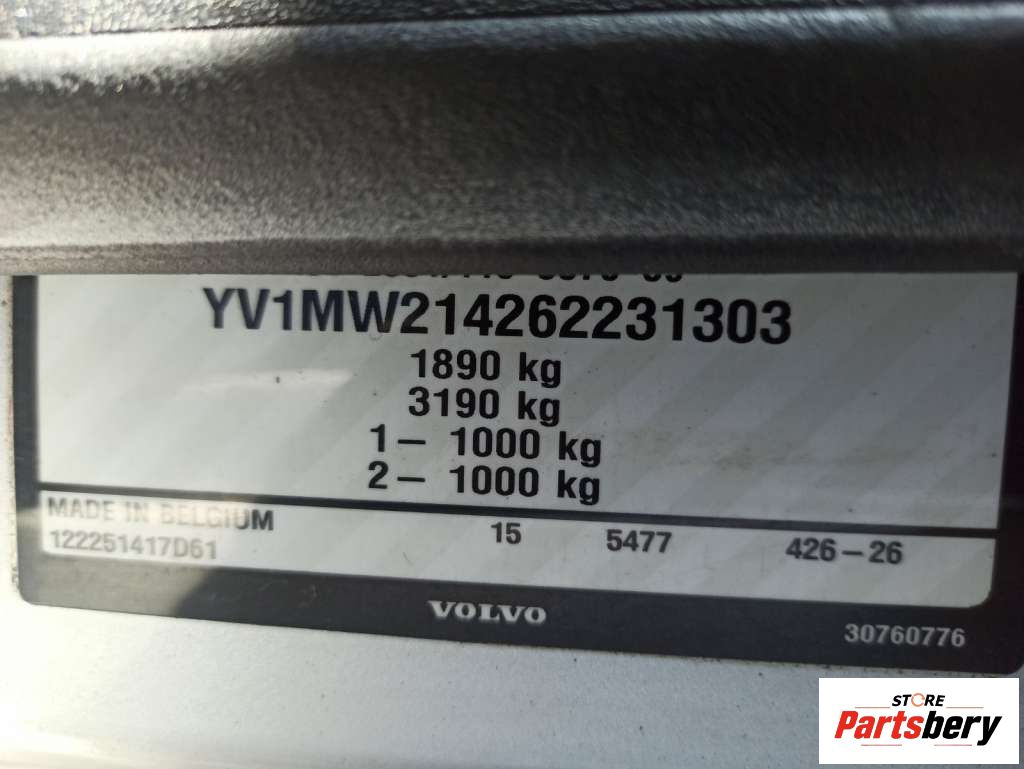 YV1MW214262231303
1890 kg
3190 kg
1– 1000 kg
2– 1000 kg
MADE IN BELGIUM 15 5477 426–26
122251417D61
VOLVO
30760776
STORE
Partsbery